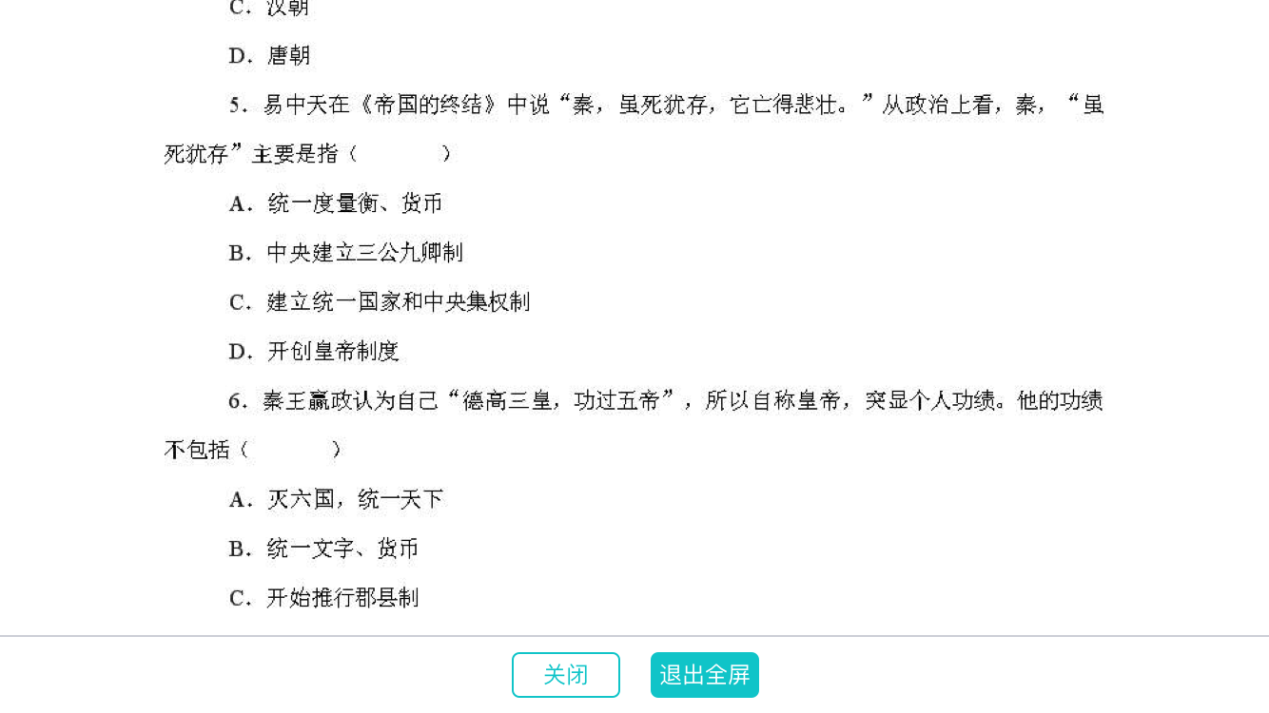 C．汉朝
D．唐朝
5．易中天在《帝国的终结》中说“秦，虽死犹存，它亡得悲壮。”从政治上看，秦，“虽
死犹存”主要是指（　　　）
A．统一度量衡、货币
B．中央建立三公九卿制
C．建立统一国家和中央集权制
D．开创皇帝制度
6．秦王嬴政认为自己“德高三皇，功过五帝”，所以自称皇帝，突显个人功绩。他的功绩
不包括（　　　）
A．灭六国，统一天下
B．统一文字、货币
C．开始推行郡县制
关闭
退出全屏